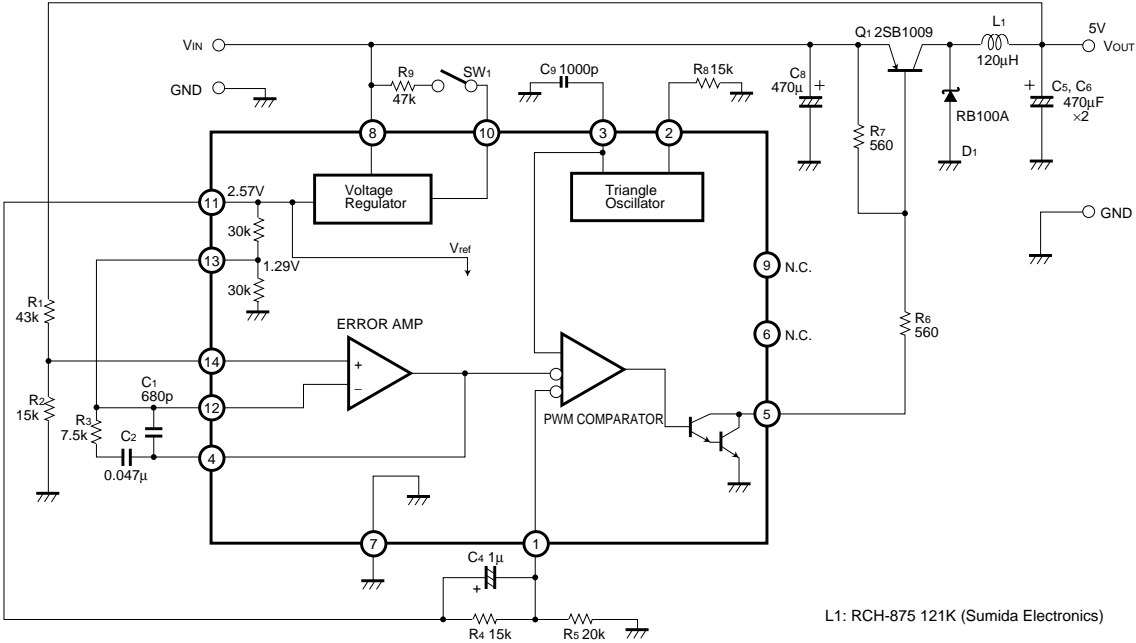 L1
Q1 2SB1009
5V
VIN
VOUT
120µH
C9 1000p
R8 15k
SW1
R9
47k
C8
470µ
+
+
C5, C6
470µF
×2
GND
RB100A
R7
560
D1
8
10
3
2
2.57V
11
Voltage
Regulator
Triangle
Oscillator
30k
GND
Vref
13
1.29V
9
N.C.
30k
R1
43k
ERROR AMP
6
N.C.
R6
560
14
+
C1
680p
−
R2
15k
12
R3
7.5k
C2
PWM COMPARATOR
5
4
0.047µ
7
1
C4 1µ
+
L1: RCH-875 121K (Sumida Electronics)
R4 15k
R5 20k